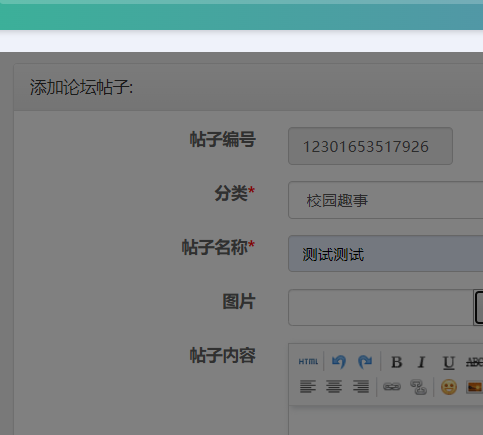 添加论坛帖子:
帖子编号 12301653517926
分类* 校园趣事
帖子名称* 测试测试
图片
帖子内容 HTML B I U ABC